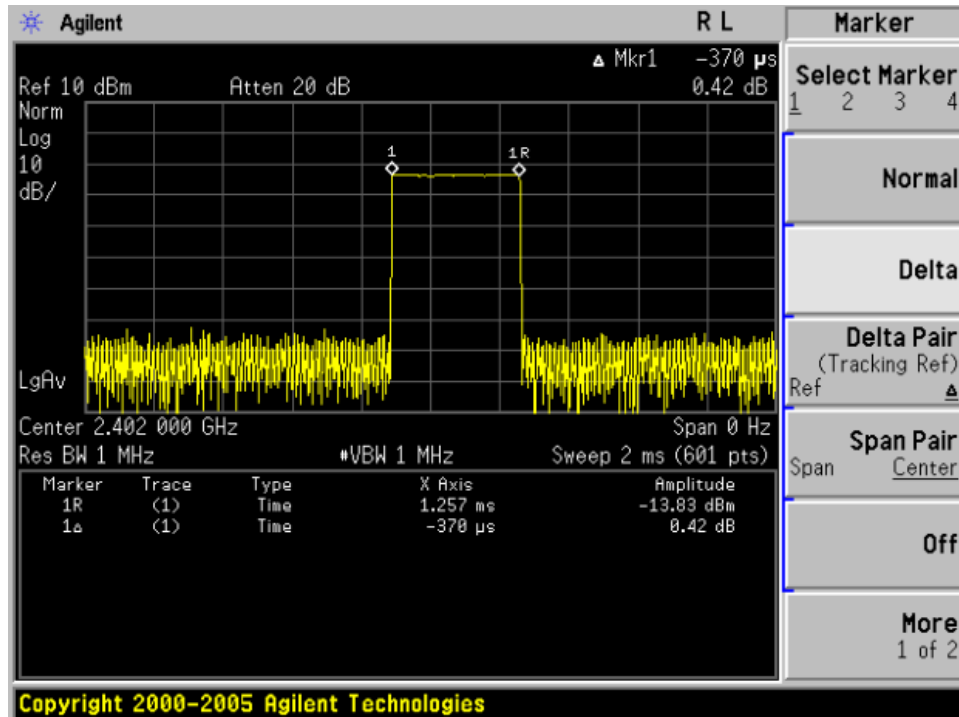 Agilent R L
Δ Mkr1 -370 µs
Ref 10 dBm Atten 20 dB 0.42 dB
Norm
Log
10
dB/
1 1R
LgAv
Center 2.402 000 GHz Span 0 Hz
Res BW 1 MHz #VBW 1 MHz Sweep 2 ms (601 pts)
Marker Trace Type X Axis Amplitude
1R (1) Time 1.257 ms -13.83 dBm
1Δ (1) Time -370 µs 0.42 dB
Copyright 2000-2005 Agilent Technologies
Marker
Select Marker
1 2 3 4
Normal
Delta
Delta Pair
(Tracking Ref)
Ref Δ
Span Pair
Span Center
Off
More
1 of 2